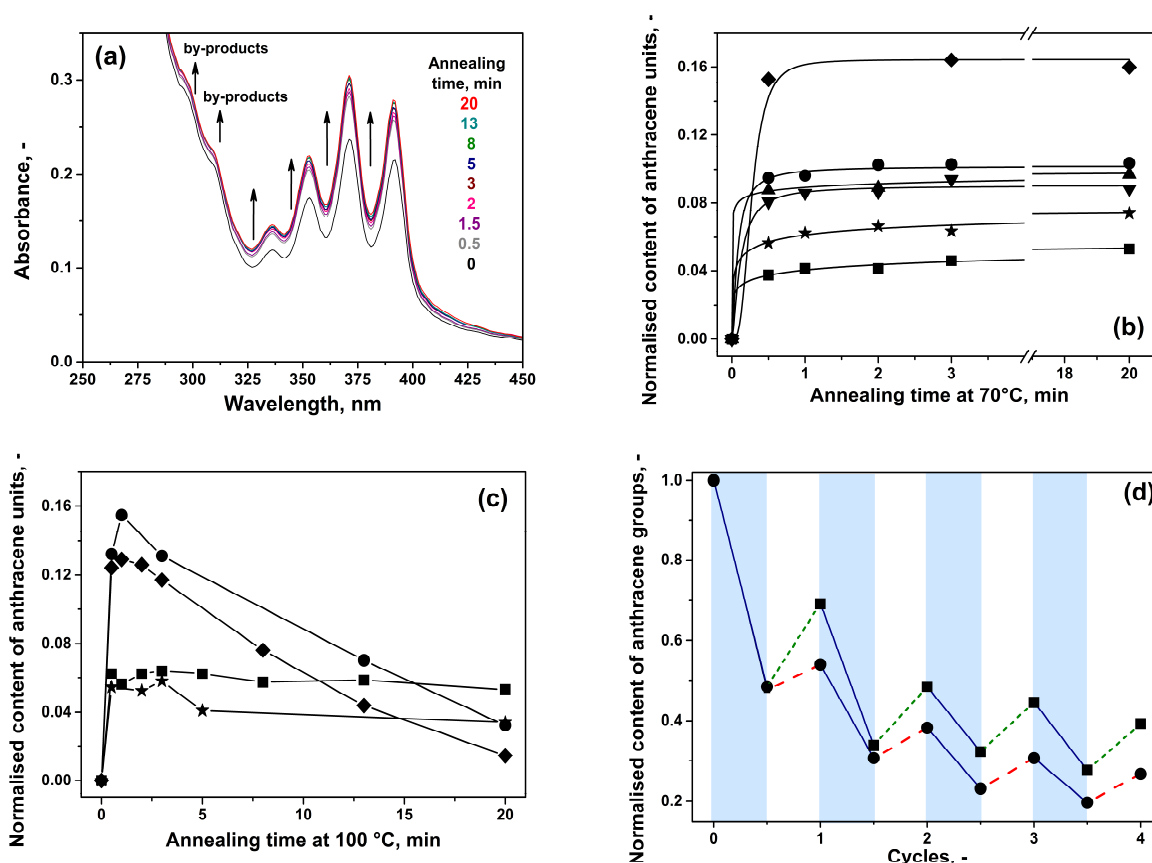 (a)
by-products
by-products
Annealing
time, min
20
13
8
5
3
2
1.5
0.5
0
Absorbance, -
0.3
0.2
0.1
0.0
250 275 300 325 350 375 400 425 450
Wavelength, nm
Normalised content of anthracene units, -
0.16
0.12
0.08
0.04
0.00
(b)
0 1 2 3 18 20
Annealing time at 70°C, min
Normalised content of anthracene units, -
(c)
0.16
0.12
0.08
0.04
0.00
0 5 10 15 20
Annealing time at 100 °C, min
Normalised content of anthracene groups, -
(d)
1.0
0.8
0.6
0.4
0.2
0 1 2 3 4
Cycles, -